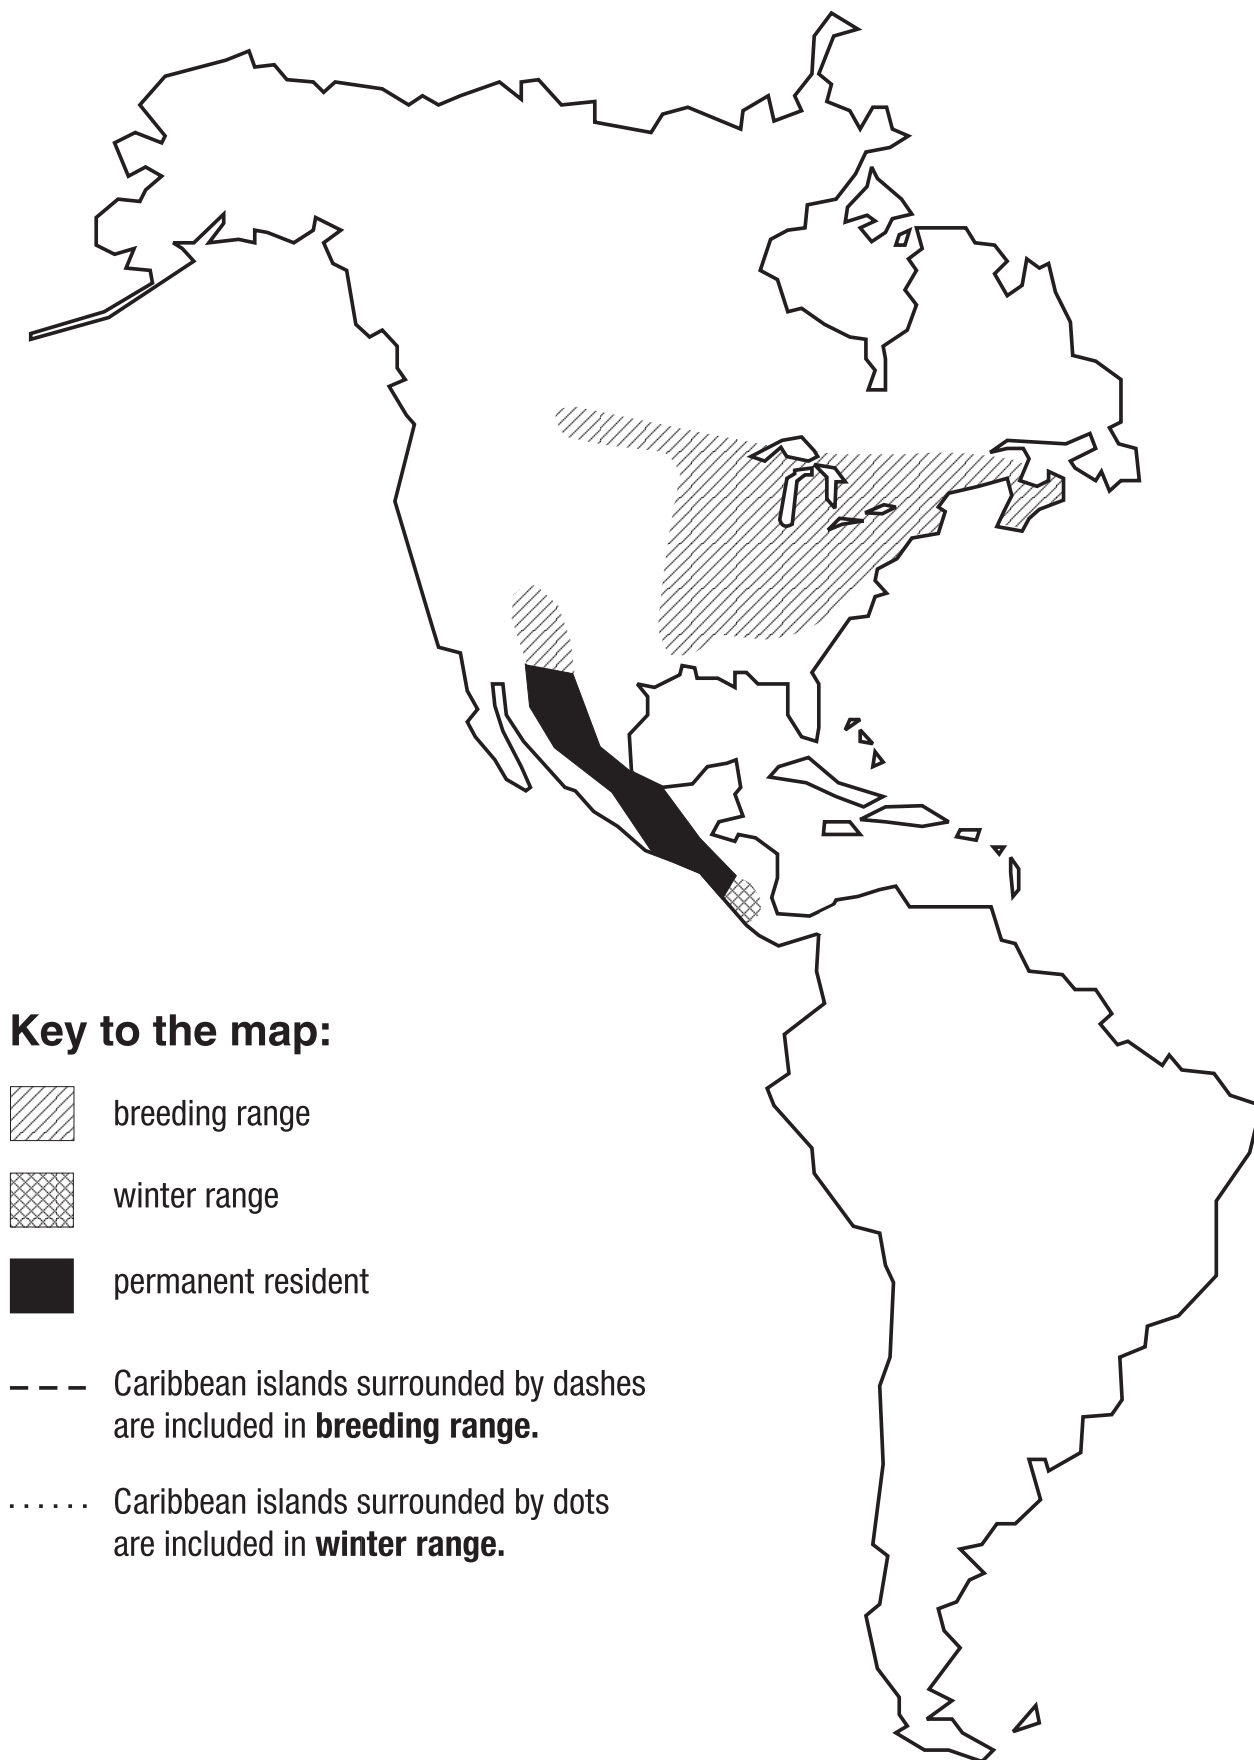 Key to the map:
breeding range
winter range
permanent resident
Caribbean islands surrounded by dashes
are included in breeding range.
Caribbean islands surrounded by dots
are included in winter range.